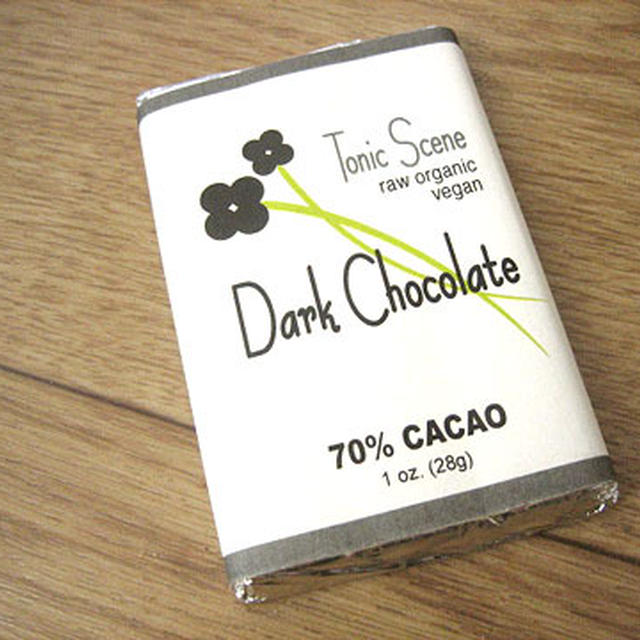 Tonic Scene
raw organic
vegan
Dark Chocolate
70% CACAO
1 oz. (28g)